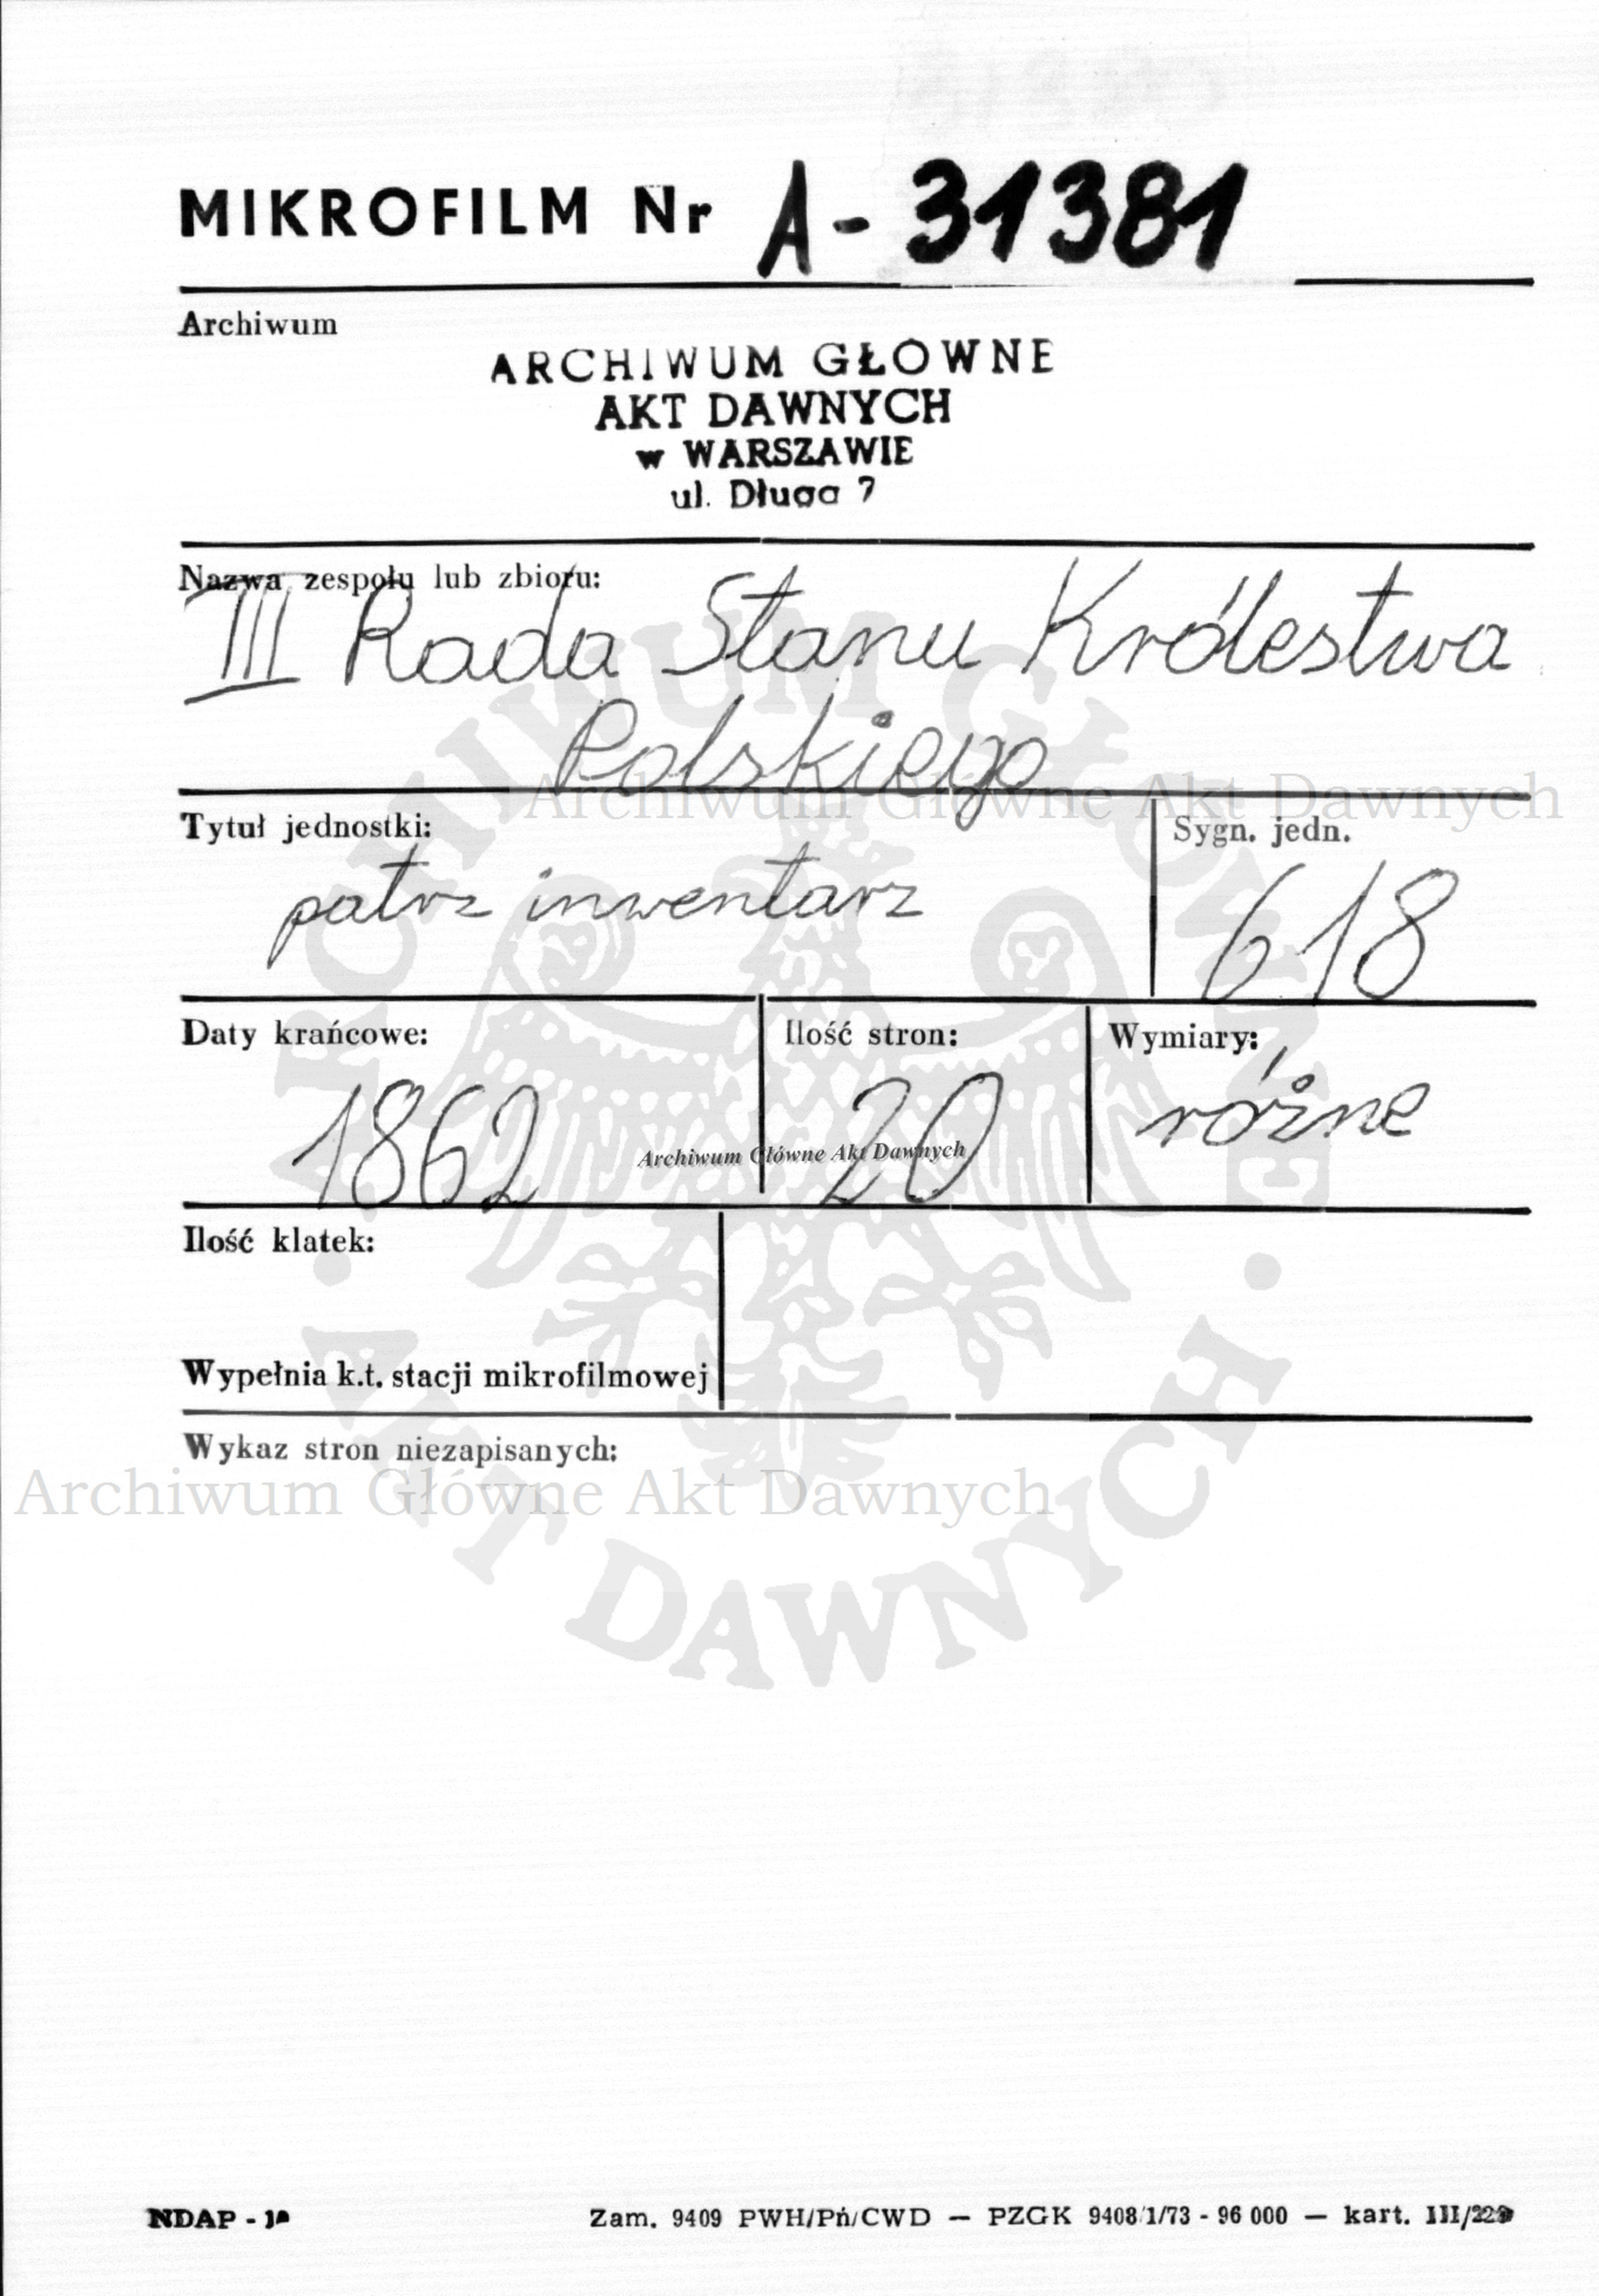 MIKROFILM Nr A-31381
Archiwum
ARCHIWUM GŁOWNE
AKT DAWNYCH
w WARSZAWIE
ul. Długa 7
Nazwa zespołu lub zbioru:
III Rada Stanu Królestwa
Polskiego
Archiwum Główne Akt Dawnych
Tytuł jednostki:
Sygn. jedn.
patrz inwentarz
618
Daty krańcowe:
Ilość stron:
Wymiary:
1862
20
różne
Archiwum Główne Akt Dawnych
Ilość klatek:
Wypełnia k.t. stacji mikrofilmowej
Wykaz stron niezapisanych:
Archiwum Główne Akt Dawnych
ARCHIWUM GŁÓWNE
AKT DAWNYCH
NDAP -
Zam. 9409 PWH/Pń/CWD — PZGK 9408/1/73 - 96 000 — kart.